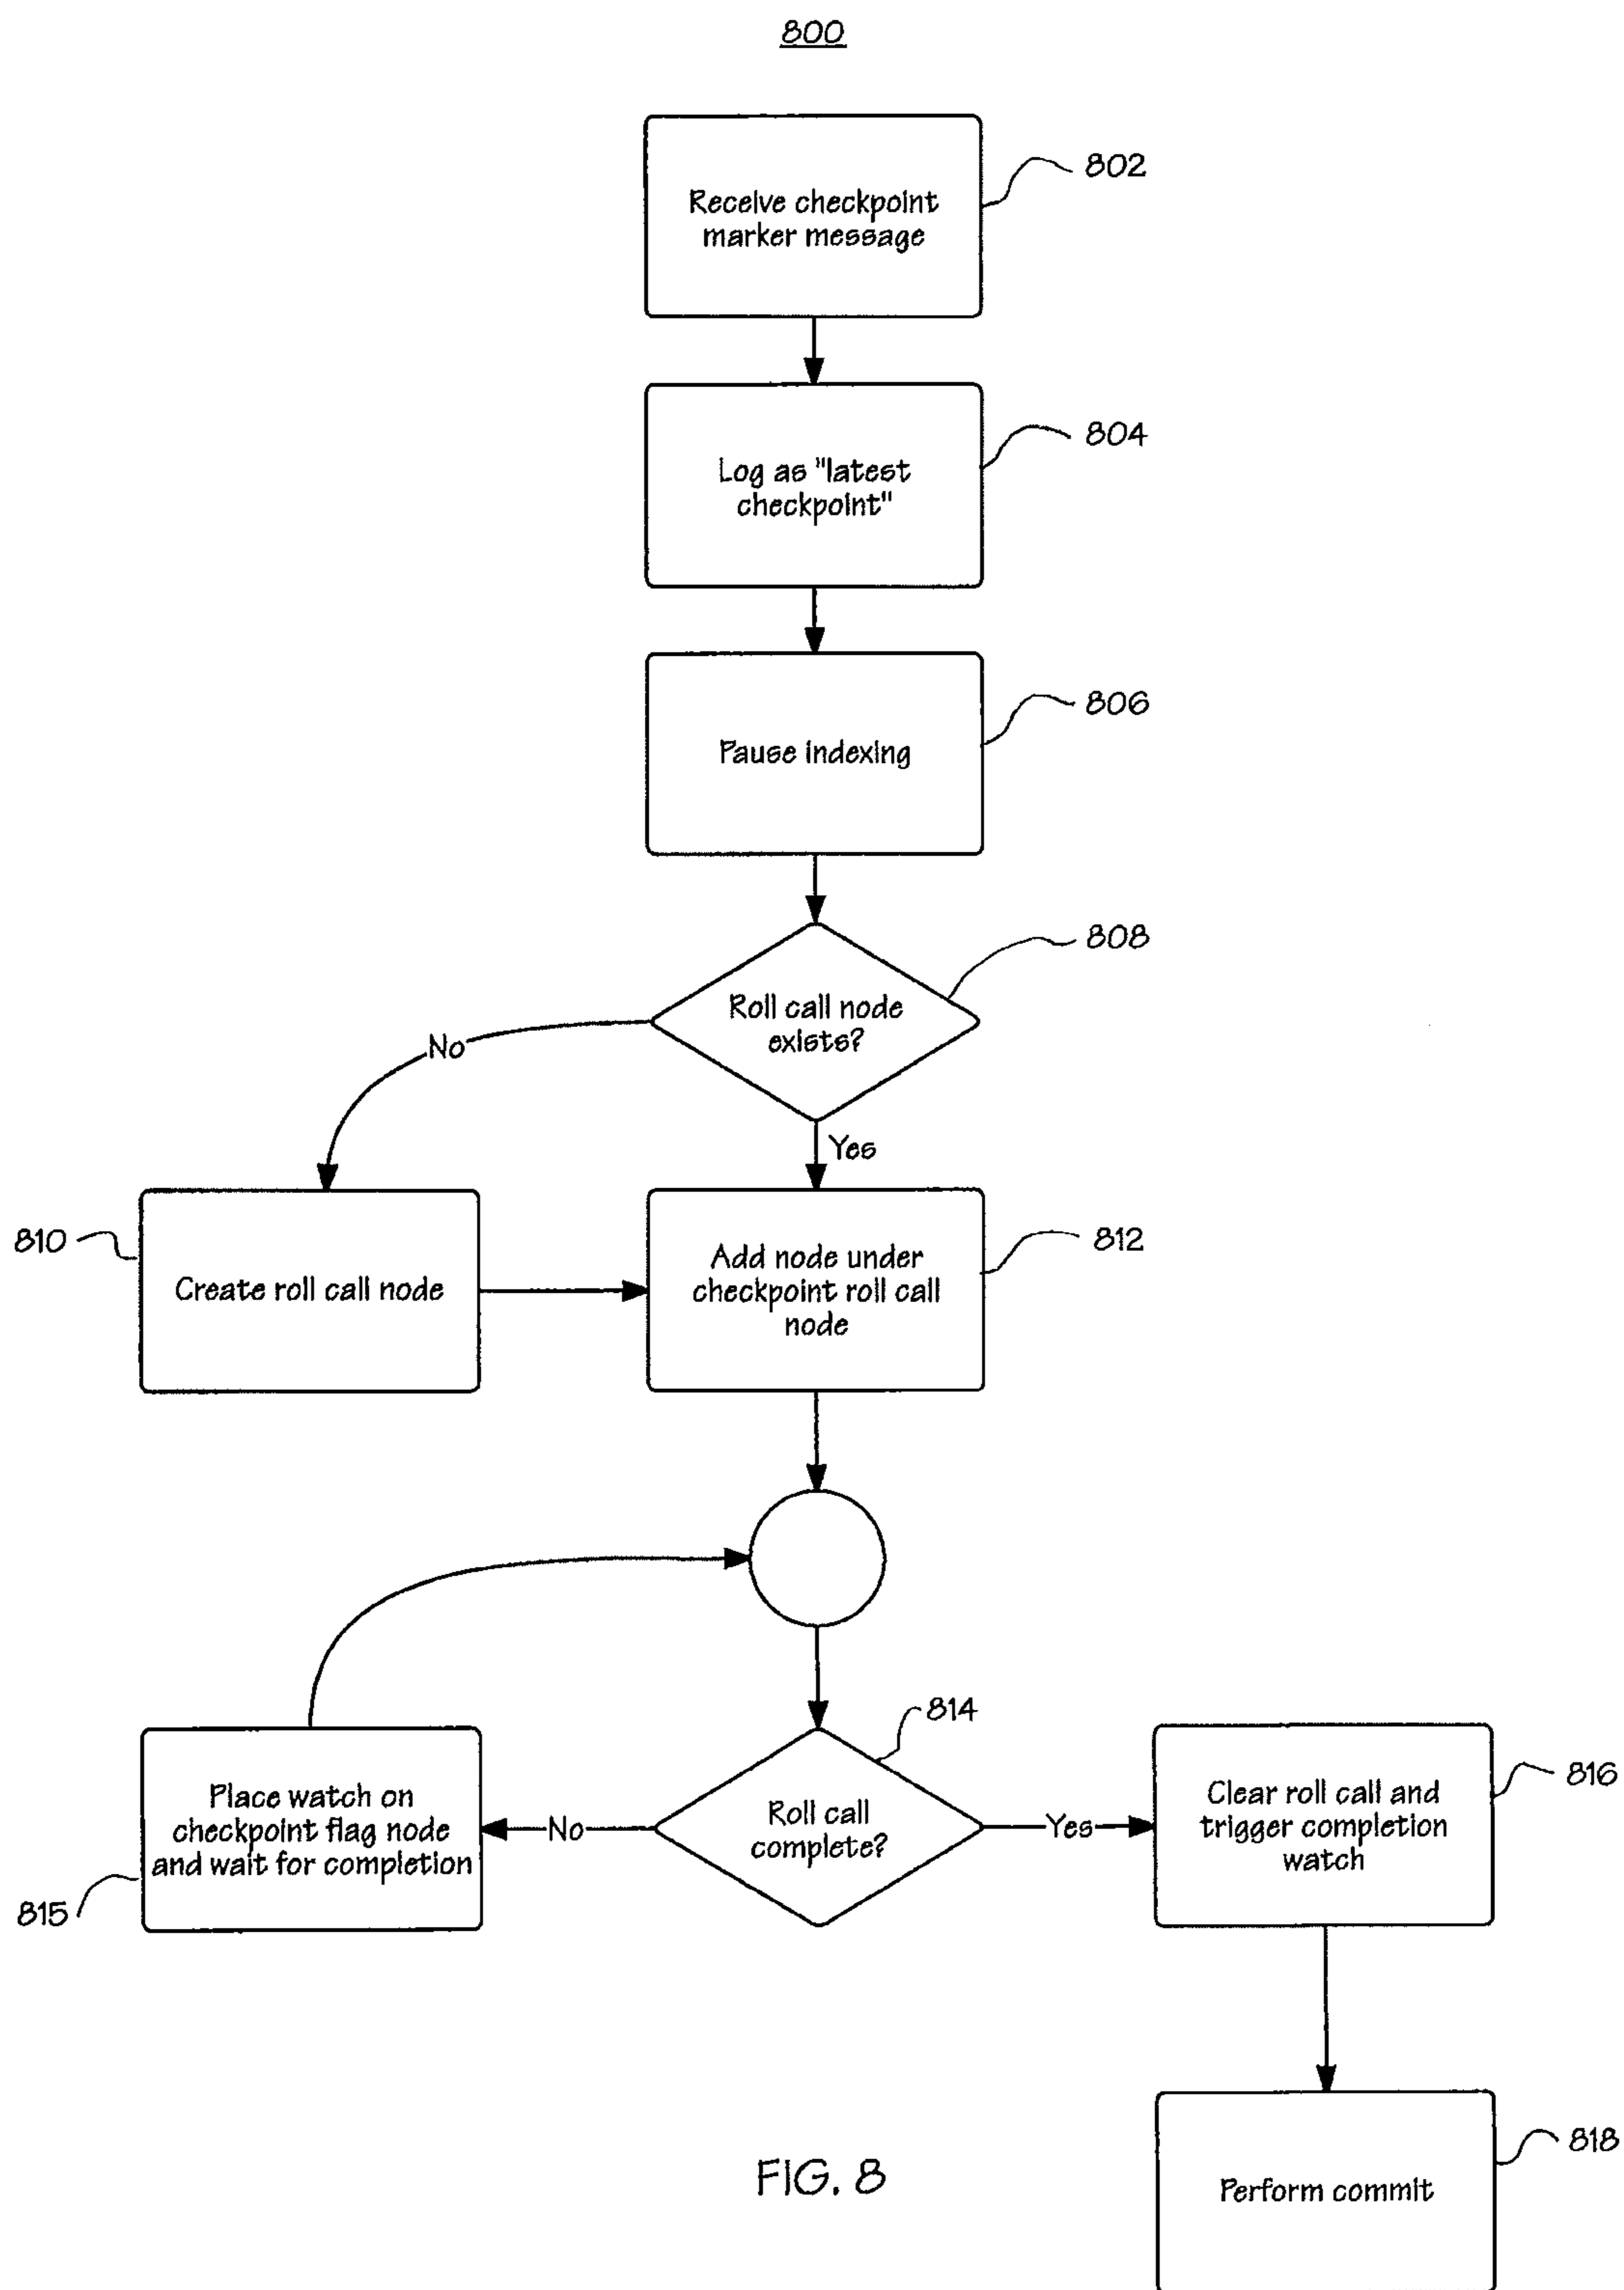 800
Receive checkpoint
marker message
802
Log as "latest
checkpoint"
804
Pause indexing
806
Roll call node
exists?
808
No
Yes
810
Create roll call node
Add node under
checkpoint roll call
node
812
814
Place watch on
checkpoint flag node
and wait for completion
815
No
Roll call
complete?
Yes
Clear roll call and
trigger completion
watch
816
Perform commit
818
FIG. 8